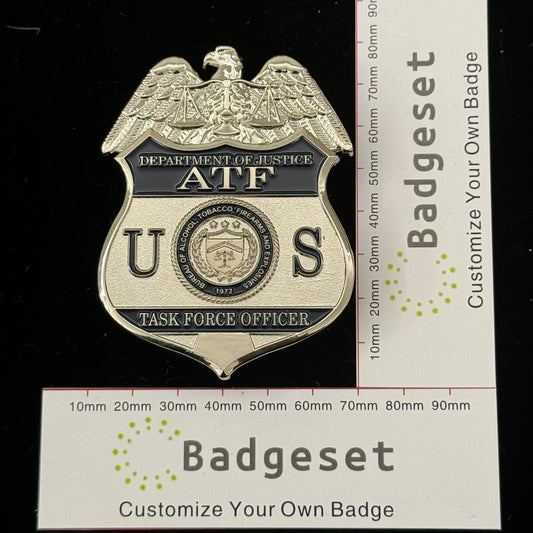 DEPARTMENT OF JUSTICE
ATF
U S
BUREAU OF ALCOHOL, TOBACCO, FIREARMS AND EXPLOSIVES
1972
TASK FORCE OFFICER
10mm 20mm 30mm 40mm 50mm 60mm 70mm 80mm 90mm
Badgeset
Customize Your Own Badge
10mm 20mm 30mm 40mm 50mm 60mm 70mm 80mm 90mm
Badgeset
Customize Your Own Badge